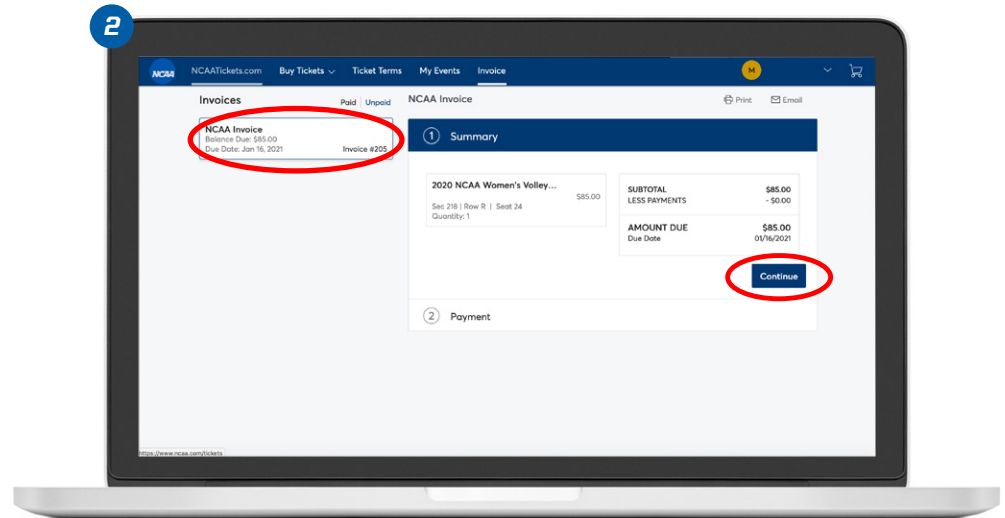 2
NCAA
NCAATickets.com Buy Tickets Ticket Terms My Events Invoice M
Invoices Paid Unpaid
NCAA Invoice
Balance Due: $85.00
Due Date: Jan 16, 2021 Invoice #205
NCAA Invoice Print Email
1 Summary
2020 NCAA Women's Volley... $85.00
Sec 218 | Row R | Seat 24
Quantity: 1
SUBTOTAL $85.00
LESS PAYMENTS - $0.00
AMOUNT DUE $85.00
Due Date 01/16/2021
Continue
2 Payment
https://www.ncaa.com/tickets